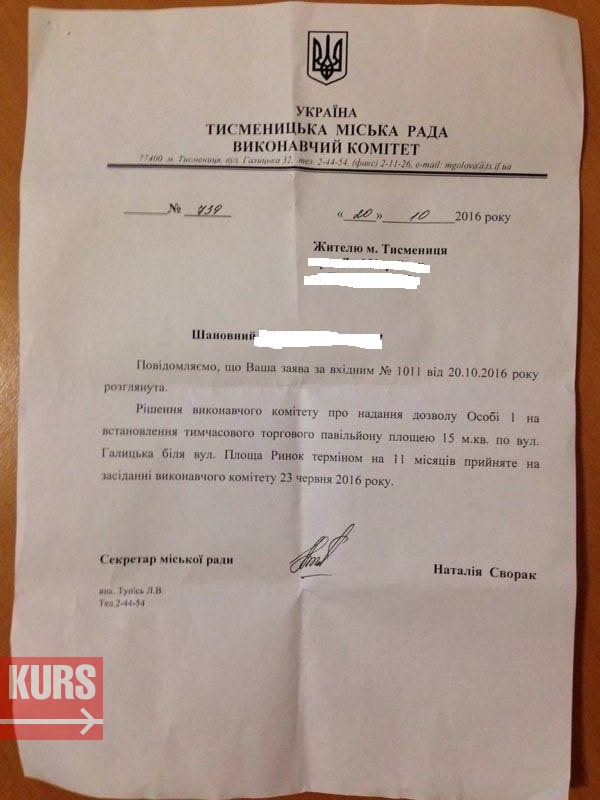 УКРАЇНА
ТИСМЕНИЦЬКА МІСЬКА РАДА
ВИКОНАВЧИЙ КОМІТЕТ
77400 м. Тисмениця, вул. Галицька 32, тел. 2-44-54, (факс) 2-11-26, e-mail: mgolova@ts.if.ua
№ 739
«20» 10 2016 року
Жителю м. Тисмениця
Шановний
Повідомляємо, що Ваша заява за вхідним № 1011 від 20.10.2016 року
розглянута.
Рішення виконавчого комітету про надання дозволу Особі 1 на
встановлення тимчасового торгового павільйону площею 15 м.кв. по вул.
Галицька біля вул. Площа Ринок терміном на 11 місяців прийняте на
засіданні виконавчого комітету 23 червня 2016 року.
Секретар міської ради
Наталія Сворак
вик. Тупісь Л.В.
Тел.2-44-54
KURS